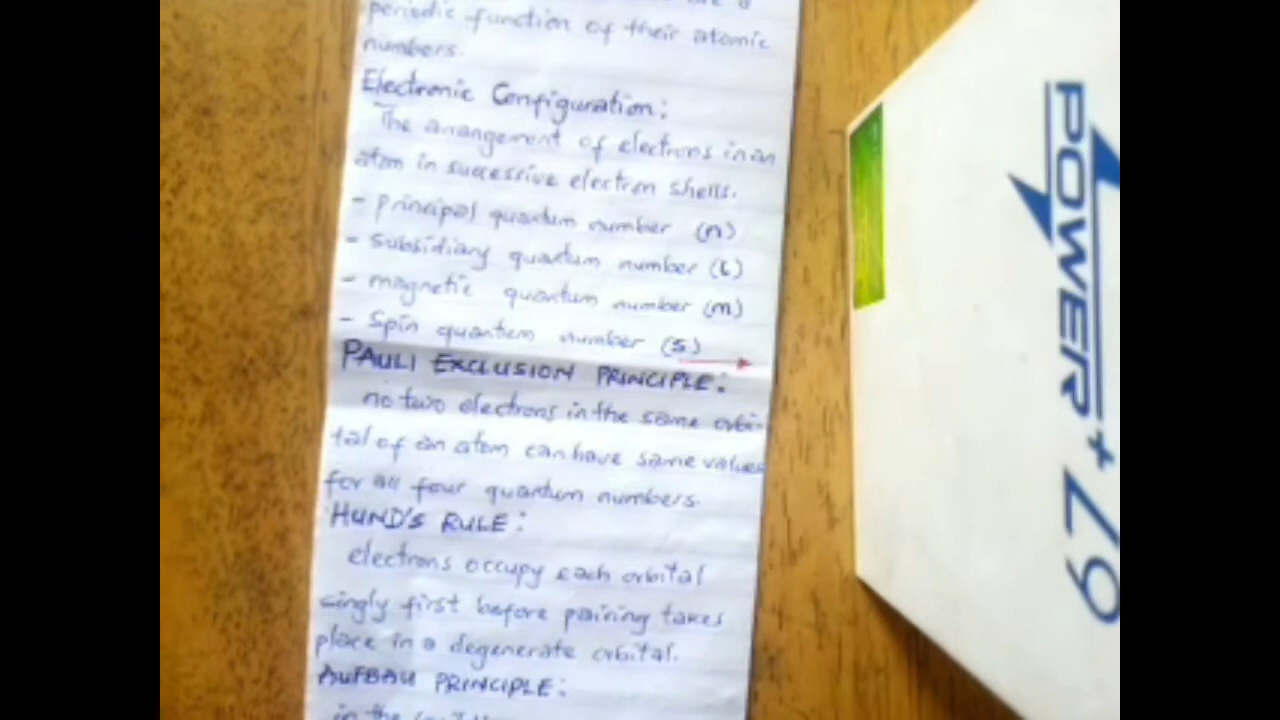 periodic function of their atomic
numbers.
Electronic Configuration:
The arrangement of electrons in an
atom in successive electron shells.
- principal quantum number (n)
- subsidiary quantum number (l)
- magnetic quantum number (m)
- Spin quantum number (s)
PAULI EXCLUSION PRINCIPLE:
no two electrons in the same orbi-
tal of an atom can have same values
for all four quantum numbers.
HUND'S RULE:
electrons occupy each orbital
singly first before pairing takes
place in a degenerate orbital.
AUFBAU PRINCIPLE:
in the
POWER+ Z9